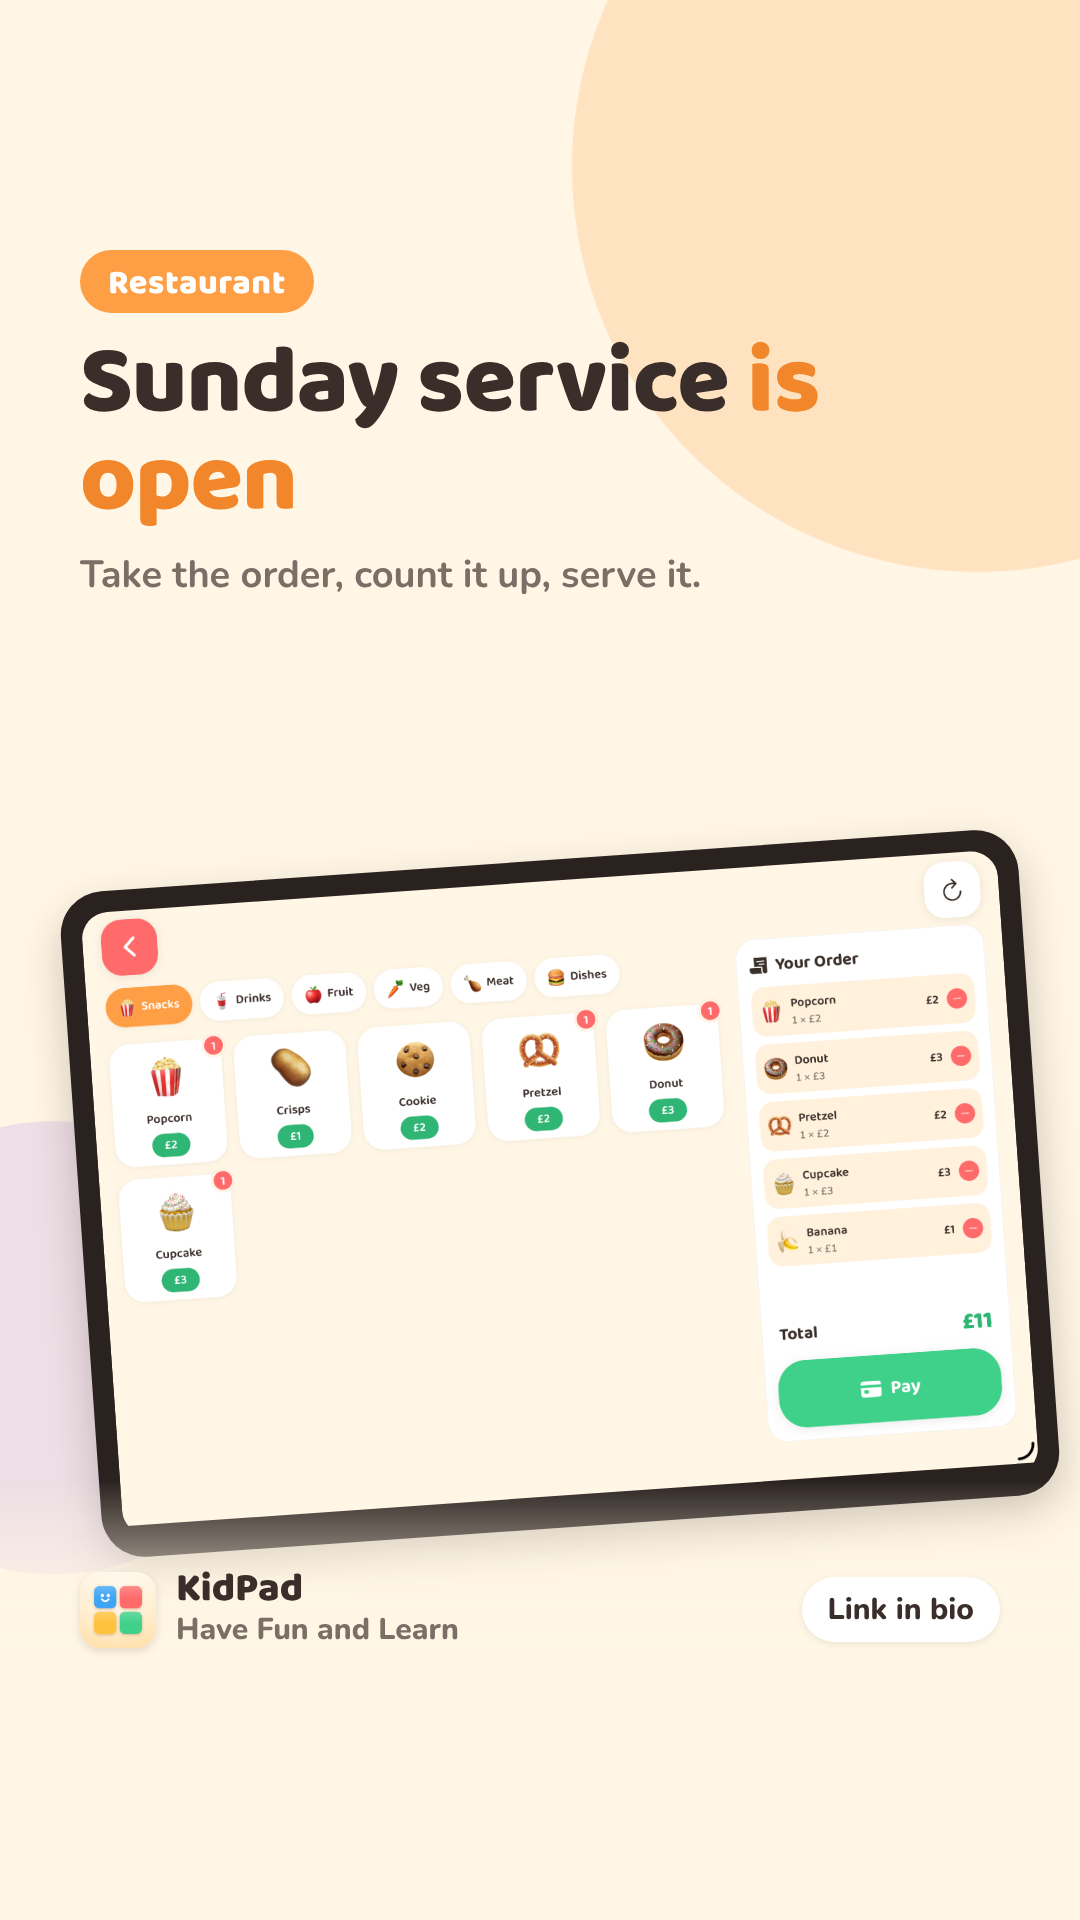 Restaurant
Sunday service is
open
Take the order, count it up, serve it.
Snacks
Drinks
Fruit
Veg
Meat
Dishes
1
Popcorn
£2
Crisps
£1
Cookie
£2
1
Pretzel
£2
1
Donut
£3
1
Cupcake
£3
Your Order
Popcorn
1 × £2
£2
Donut
1 × £3
£3
Pretzel
1 × £2
£2
Cupcake
1 × £3
£3
Banana
1 × £1
£1
Total
£11
Pay
KidPad
Have Fun and Learn
Link in bio